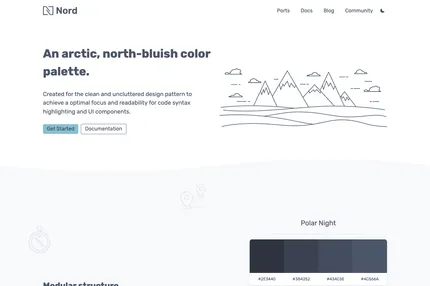 Nord
Ports
Docs
Blog
Community
An arctic, north-bluish color
palette.
Created for the clean and uncluttered design pattern to
achieve a optimal focus and readability for code syntax
highlighting and UI components.
Get Started
Documentation
Polar Night
#2E3440
#3B4252
#434C5E
#4C566A
Modular structure